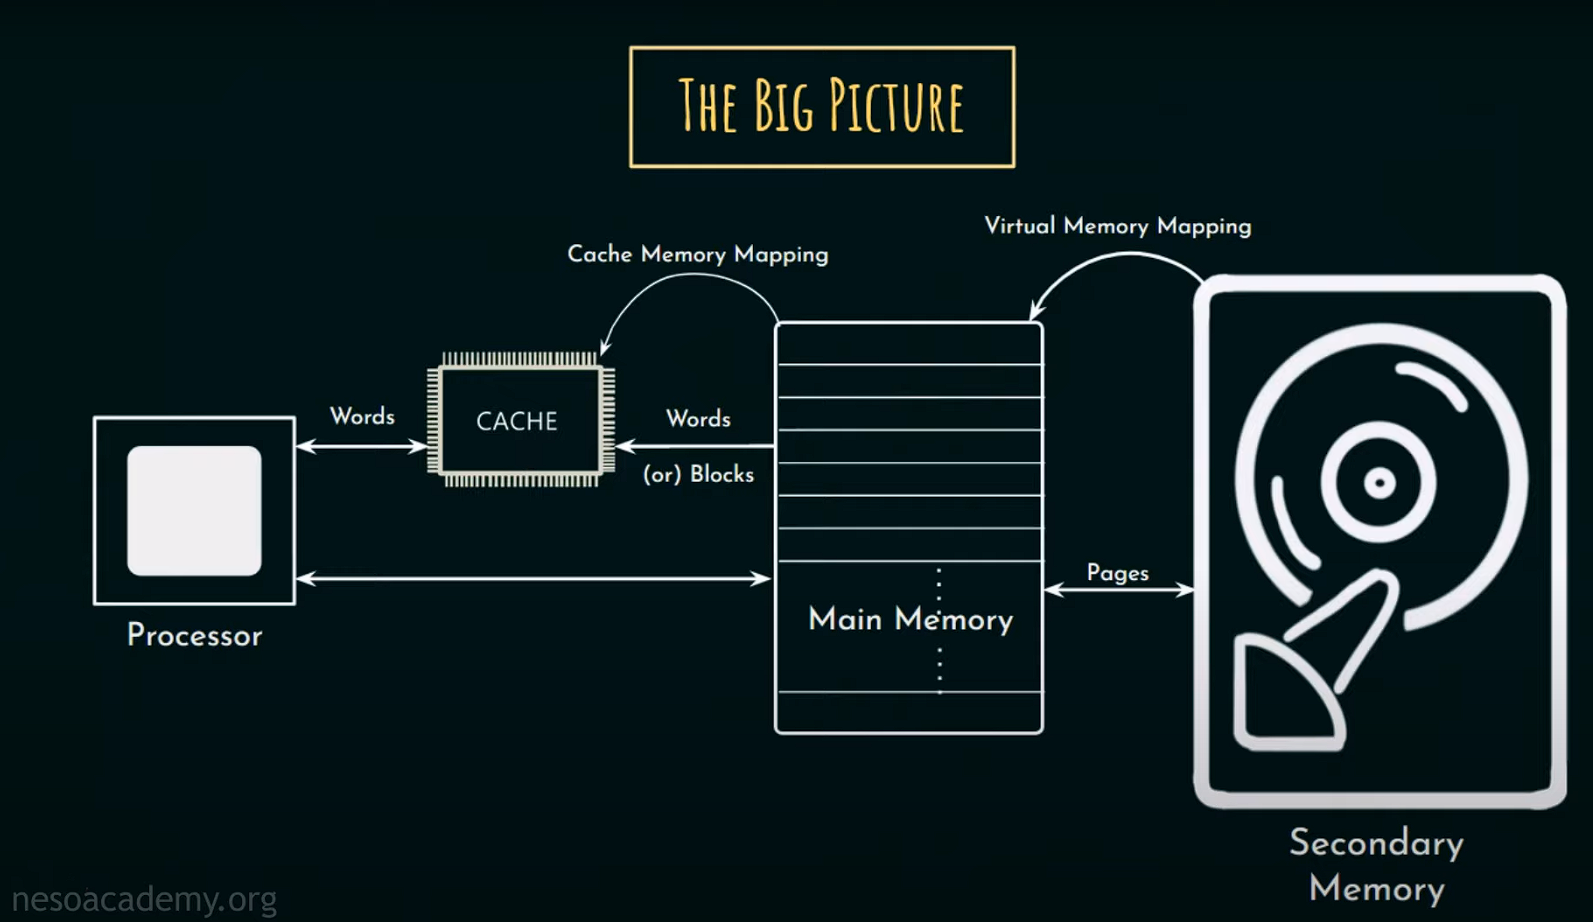 The Big Picture
Virtual Memory Mapping
Cache Memory Mapping
Words
CACHE
Words
(or) Blocks
Pages
Main Memory
Processor
Secondary
Memory
nesoacademy.org